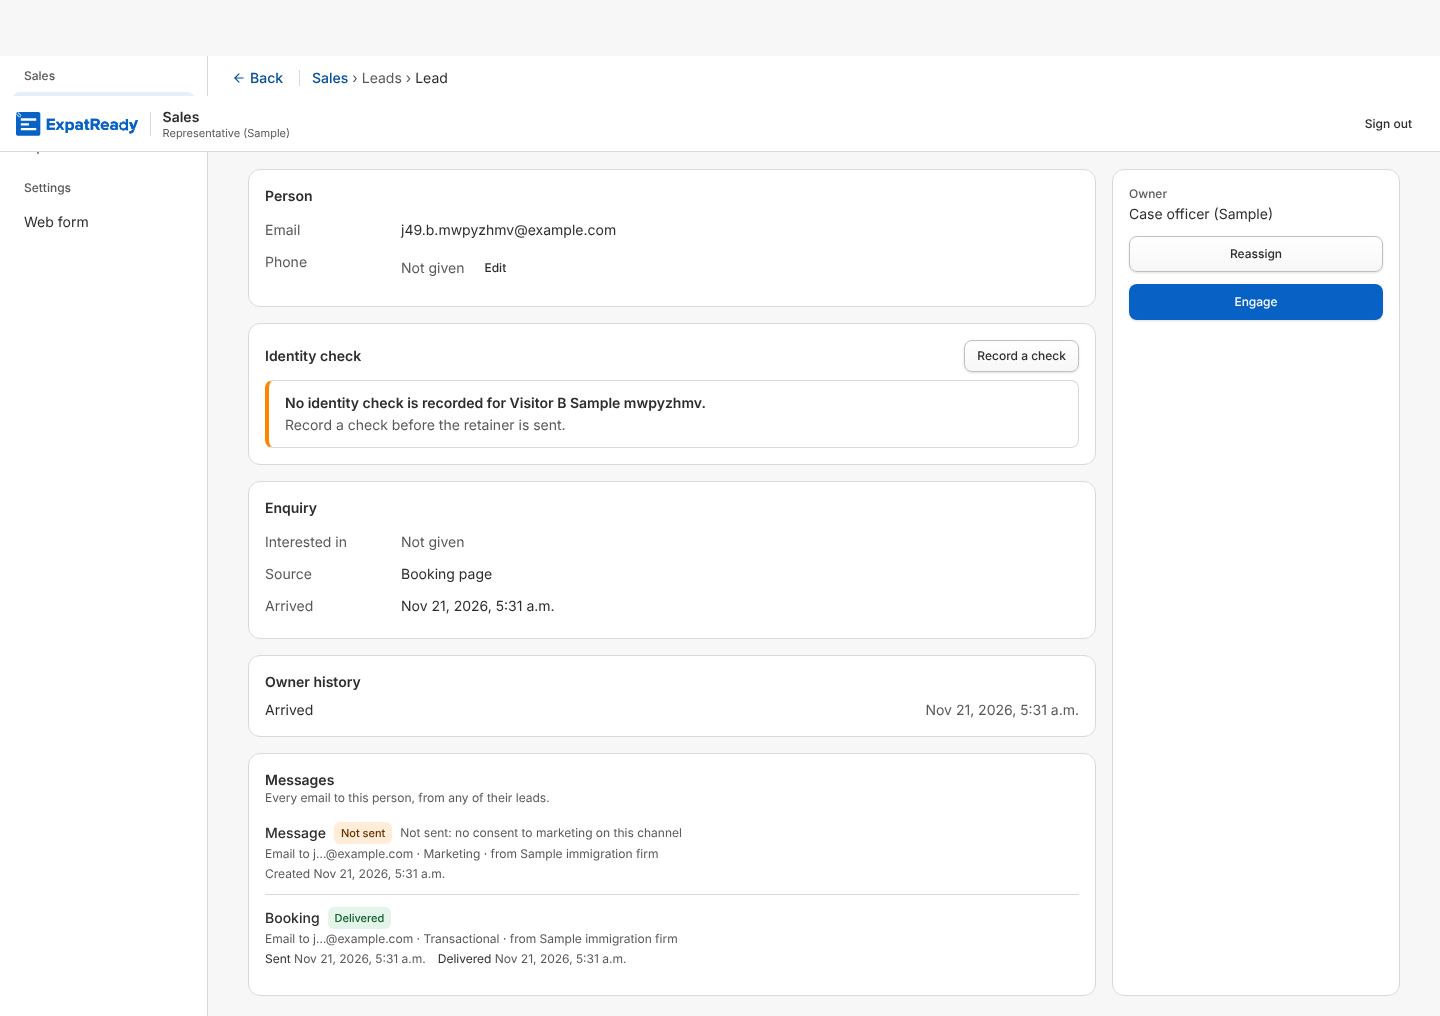 Sales
← Back
Sales › Leads › Lead
ExpatReady
Sales
Representative (Sample)
Sign out
Settings
Web form
Person
Email
j49.b.mwpyzhmv@example.com
Phone
Not given
Edit
Owner
Case officer (Sample)
Reassign
Engage
Identity check
Record a check
No identity check is recorded for Visitor B Sample mwpyzhmv.
Record a check before the retainer is sent.
Enquiry
Interested in
Not given
Source
Booking page
Arrived
Nov 21, 2026, 5:31 a.m.
Owner history
Arrived
Nov 21, 2026, 5:31 a.m.
Messages
Every email to this person, from any of their leads.
Message
Not sent
Not sent: no consent to marketing on this channel
Email to j…@example.com · Marketing · from Sample immigration firm
Created Nov 21, 2026, 5:31 a.m.
Booking
Delivered
Email to j…@example.com · Transactional · from Sample immigration firm
Sent Nov 21, 2026, 5:31 a.m. Delivered Nov 21, 2026, 5:31 a.m.